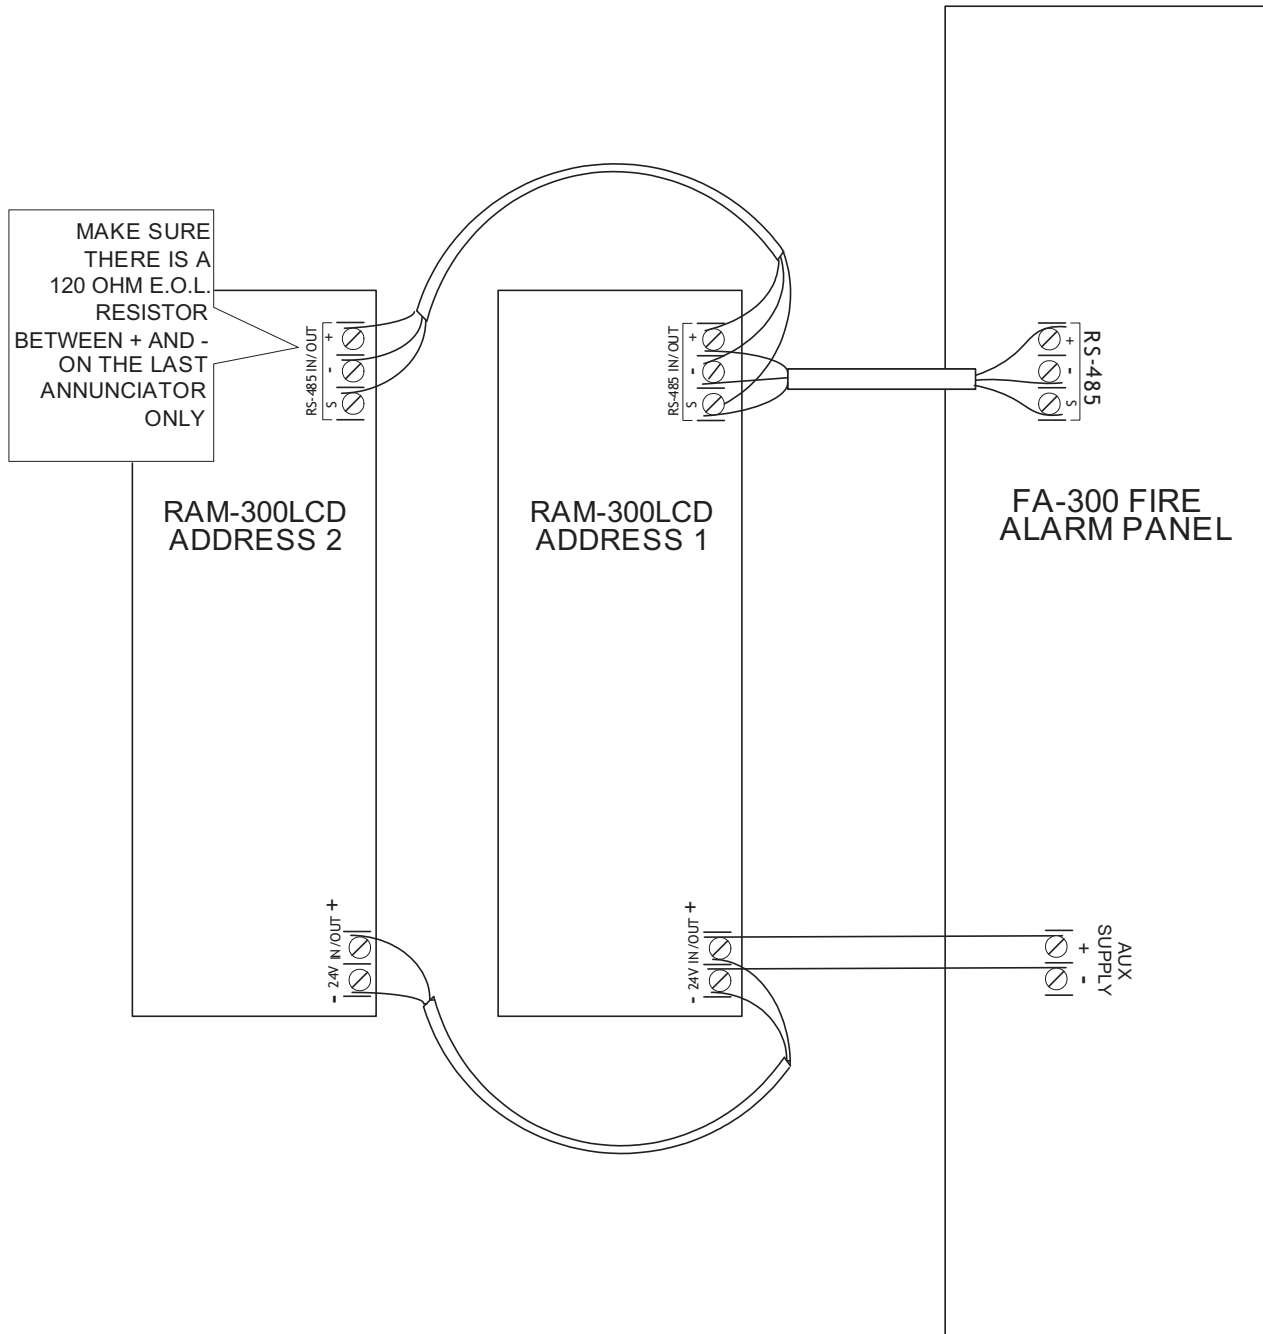 MAKE SURE
THERE IS A
120 OHM E.O.L.
RESISTOR
BETWEEN + AND -
ON THE LAST
ANNUNCIATOR
ONLY
RS-485 IN/OUT
+
-
S
RAM-300LCD
ADDRESS 2
- 24V IN/OUT +
RS-485 IN/OUT
+
-
S
RAM-300LCD
ADDRESS 1
- 24V IN/OUT +
RS-485
+
-
S
FA-300 FIRE
ALARM PANEL
AUX
SUPPLY
+
-